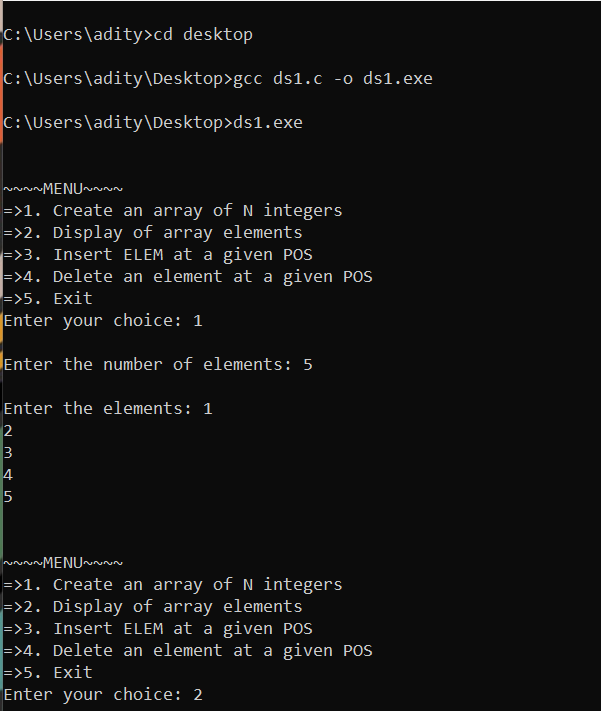 C:\Users\adity>cd desktop
C:\Users\adity\Desktop>gcc ds1.c -o ds1.exe
C:\Users\adity\Desktop>ds1.exe
~~~~MENU~~~~
=>1. Create an array of N integers
=>2. Display of array elements
=>3. Insert ELEM at a given POS
=>4. Delete an element at a given POS
=>5. Exit
Enter your choice: 1
Enter the number of elements: 5
Enter the elements: 1
2
3
4
5
~~~~MENU~~~~
=>1. Create an array of N integers
=>2. Display of array elements
=>3. Insert ELEM at a given POS
=>4. Delete an element at a given POS
=>5. Exit
Enter your choice: 2